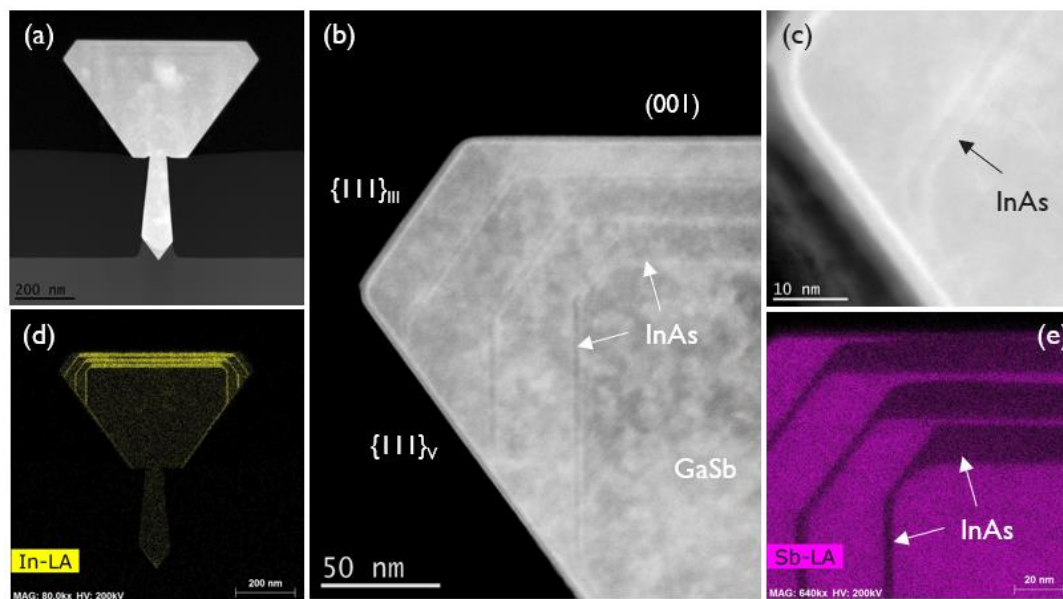 (a)
200 nm
(b)
(001)
{111}III
{111}V
InAs
GaSb
50 nm
(c)
InAs
10 nm
(d)
In-LA
200 nm
MAG: 80.0kx HV: 200kV
(e)
InAs
Sb-LA
20 nm
MAG: 640kx HV: 200kV